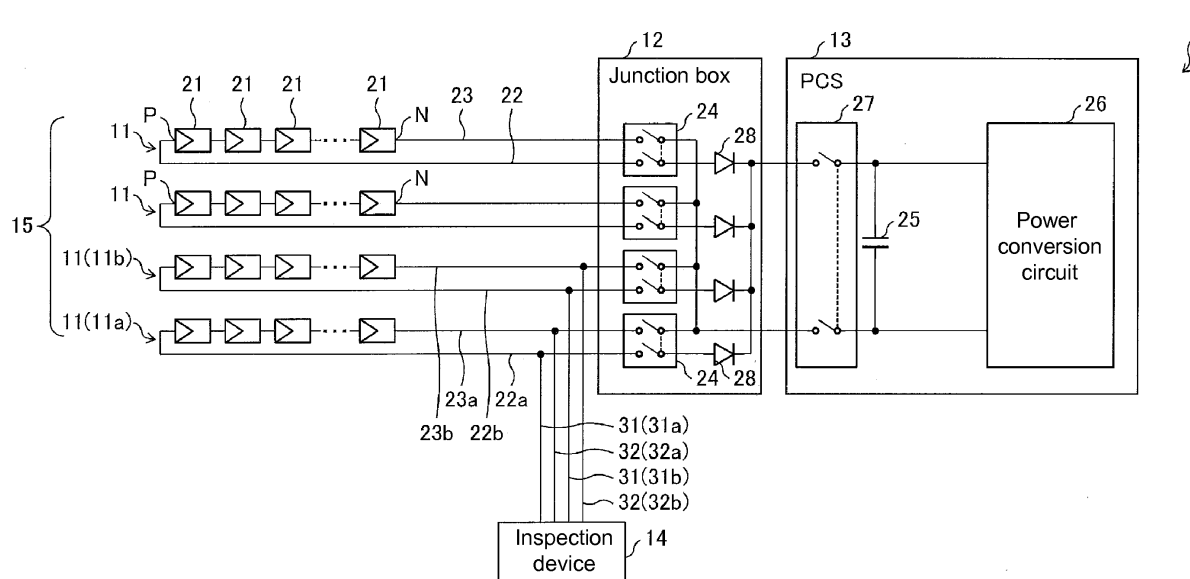 12
13
Junction box
PCS
21 21 21 21
23 22
24
27
26
P
N
11
28
P
N
11
15
25
Power
conversion
circuit
11(11b)
11(11a)
24
28
23a 22a
23b 22b
31(31a)
32(32a)
31(31b)
32(32b)
Inspection
device
14